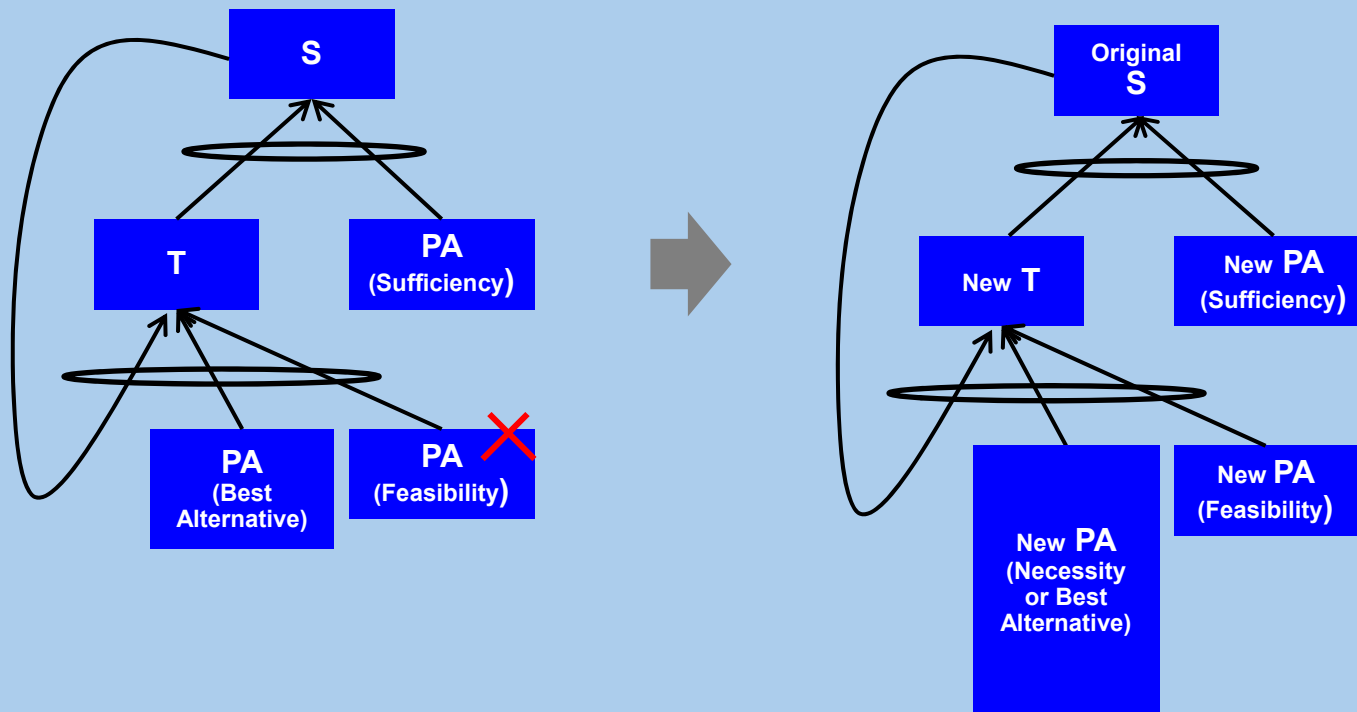 S
T
PA
(Sufficiency)
PA
(Best
Alternative)
PA
(Feasibility)
Original
S
New T
New PA
(Sufficiency)
New PA
(Necessity
or Best
Alternative)
New PA
(Feasibility)